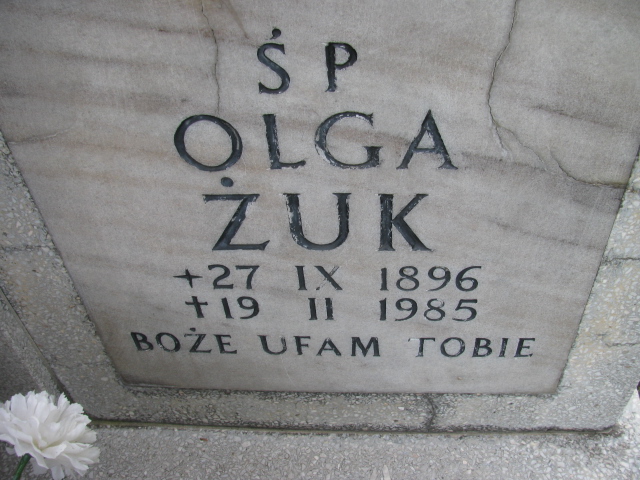 ŚP
OLGA
ŻUK
+27 IX 1896
✝19 II 1985
BOŻE UFAM TOBIE